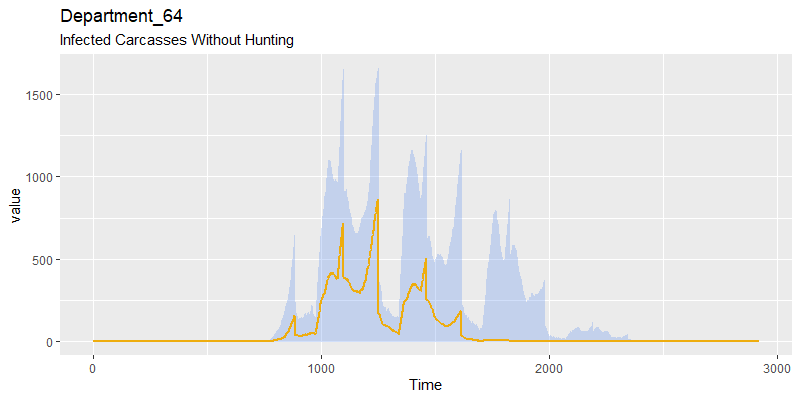 Department_64
Infected Carcasses Without Hunting
1500
1000
500
0
value
0 1000 2000 3000
Time